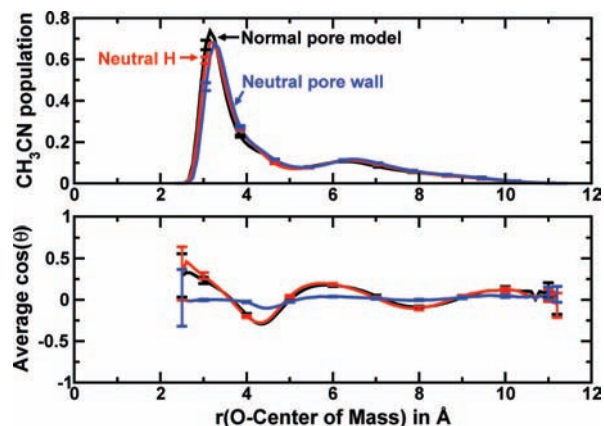 0.8
0.6
0.4
0.2
0
CH₃CN population
Normal pore model
Neutral H
Neutral pore wall
0 2 4 6 8 10 12
1
0.5
0
-0.5
-1
Average cos(θ)
0 2 4 6 8 10 12
r(O-Center of Mass) in Å